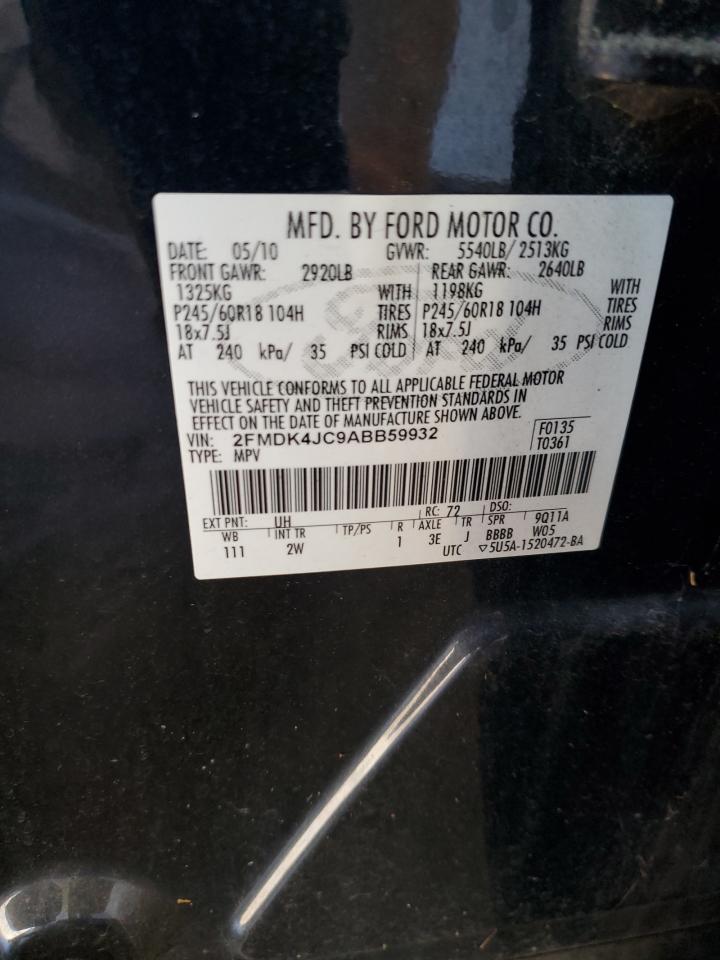 MFD. BY FORD MOTOR CO.
DATE: 05/10 GVWR: 5540LB/ 2513KG
FRONT GAWR: 2920LB REAR GAWR: 2640LB
1325KG WITH 1198KG WITH
P245/60R18 104H TIRES P245/60R18 104H TIRES
18x7.5J RIMS 18x7.5J RIMS
AT 240 kPa/ 35 PSI COLD AT 240 kPa/ 35 PSI COLD
THIS VEHICLE CONFORMS TO ALL APPLICABLE FEDERAL MOTOR
VEHICLE SAFETY AND THEFT PREVENTION STANDARDS IN
EFFECT ON THE DATE OF MANUFACTURE SHOWN ABOVE.
VIN: 2FMDK4JC9ABB59932 F0135
TYPE: MPV T0361
EXT PNT: UH RC: 72 DSO:
WB INT TR TP/PS R AXLE TR SPR 9Q11A
111 2W 1 3E J BBBB W05
UTC ▽5U5A-1520472-BA